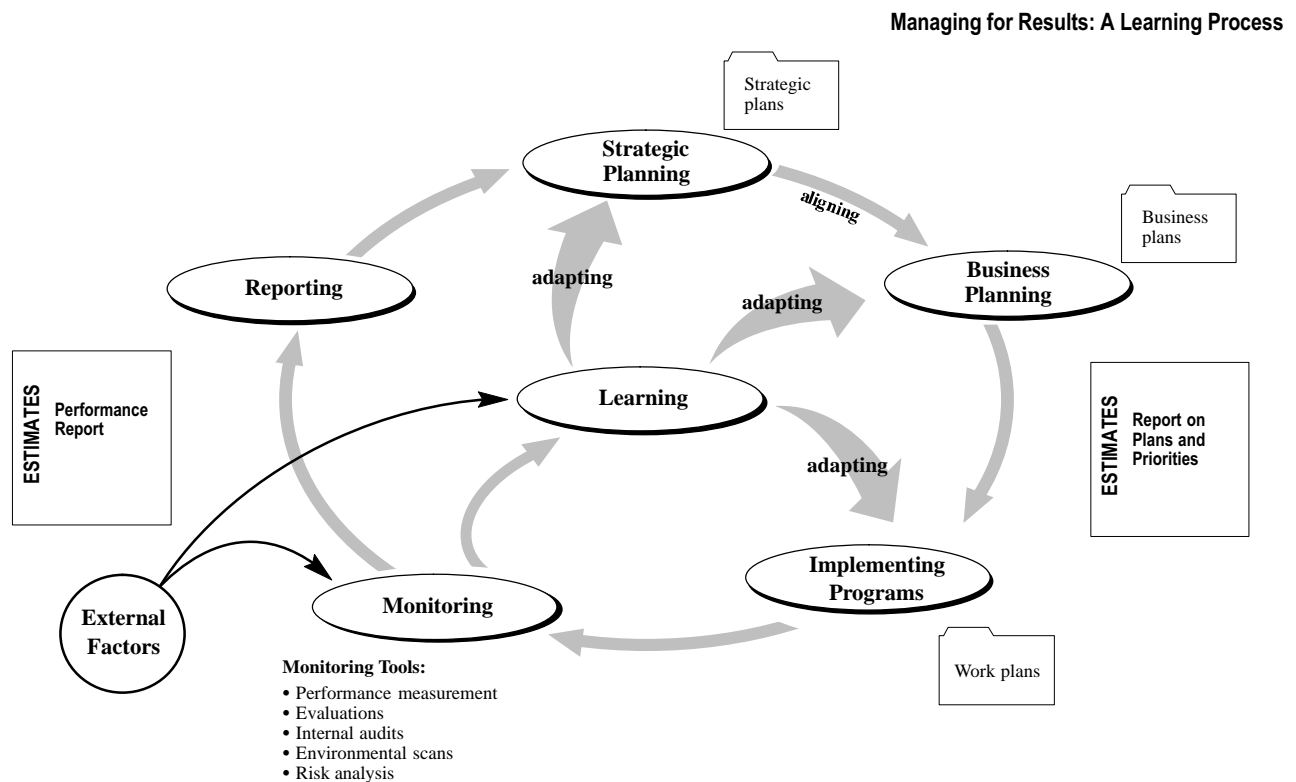 Managing for Results: A Learning Process
Strategic
plans
Strategic
Planning
aligning
Business
plans
Reporting
adapting
adapting
Business
Planning
ESTIMATES
Performance
Report
Learning
adapting
ESTIMATES
Report on
Plans and
Priorities
Implementing
Programs
Monitoring
External
Factors
Work plans
Monitoring Tools:
• Performance measurement
• Evaluations
• Internal audits
• Environmental scans
• Risk analysis